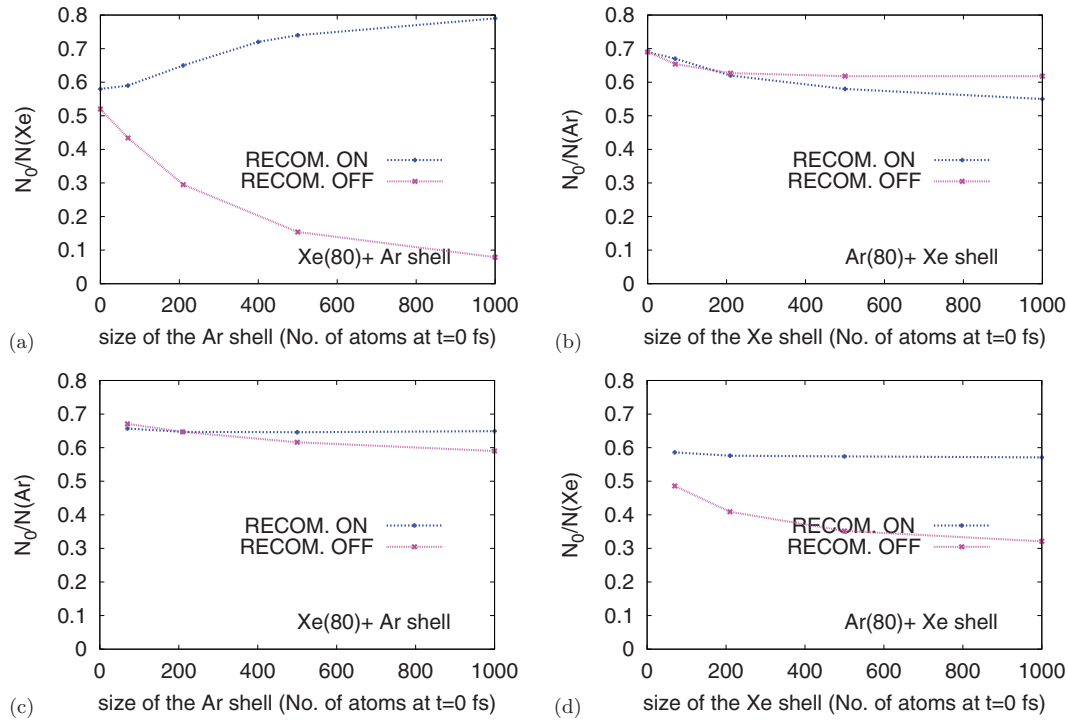 0.8
0.7
0.6
0.5
0.4
0.3
0.2
0.1
0
N0/N(Xe)
RECOM. ON
RECOM. OFF
Xe(80)+ Ar shell
0 200 400 600 800 1000
(a) size of the Ar shell (No. of atoms at t=0 fs)
0.8
0.7
0.6
0.5
0.4
0.3
0.2
0.1
0
N0/N(Ar)
RECOM. ON
RECOM. OFF
Ar(80)+ Xe shell
0 200 400 600 800 1000
(b) size of the Xe shell (No. of atoms at t=0 fs)
0.8
0.7
0.6
0.5
0.4
0.3
0.2
0.1
0
N0/N(Ar)
RECOM. ON
RECOM. OFF
Xe(80)+ Ar shell
0 200 400 600 800 1000
(c) size of the Ar shell (No. of atoms at t=0 fs)
0.8
0.7
0.6
0.5
0.4
0.3
0.2
0.1
0
N0/N(Xe)
RECOM. ON
RECOM. OFF
Ar(80)+ Xe shell
0 200 400 600 800 1000
(d) size of the Xe shell (No. of atoms at t=0 fs)